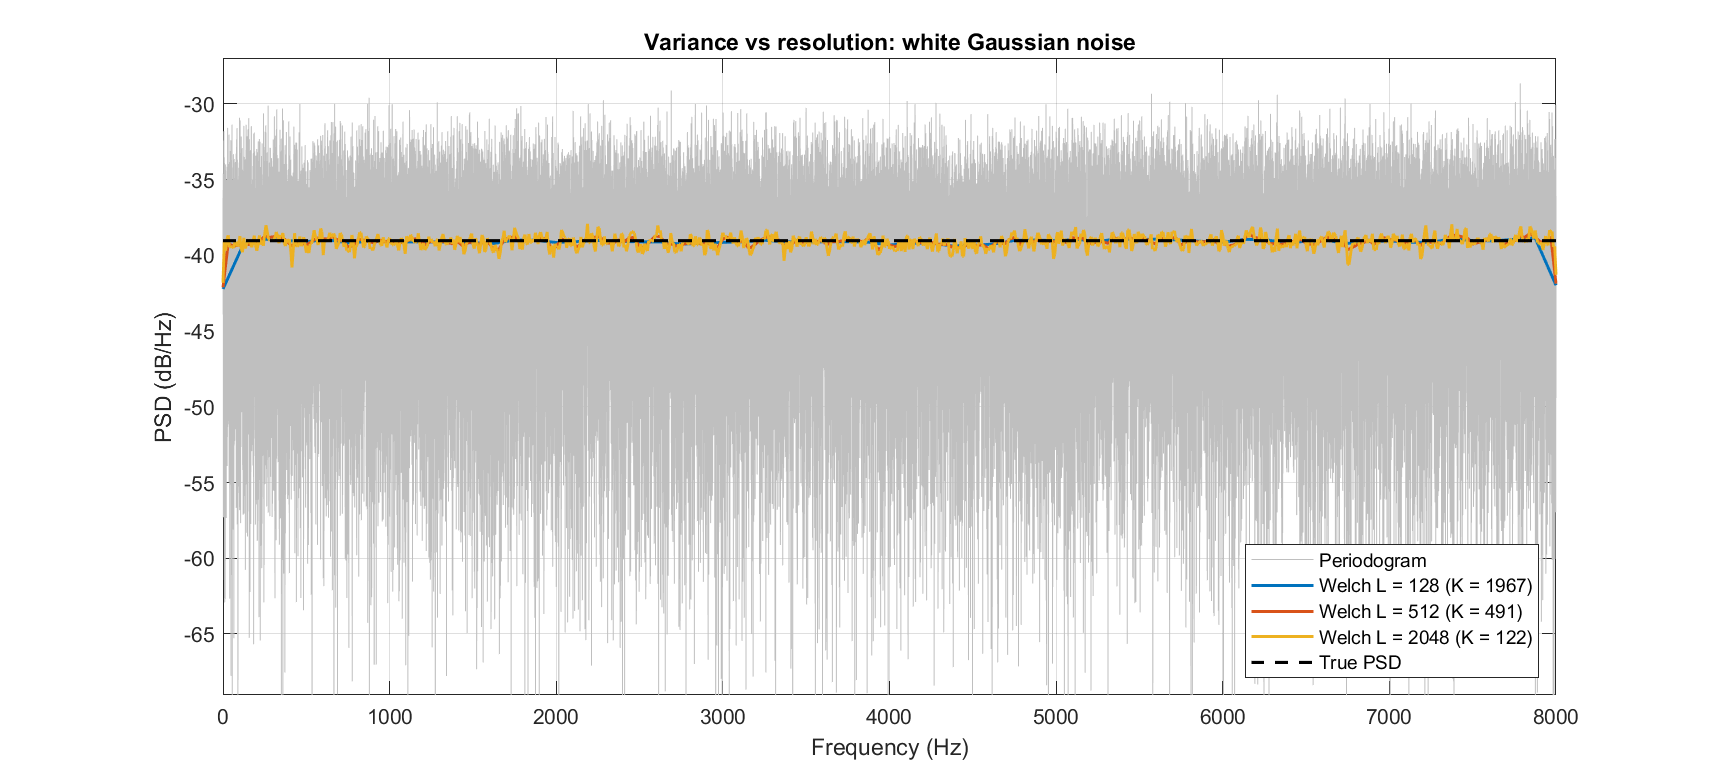 Variance vs resolution: white Gaussian noise
-30
-35
-40
-45
-50
-55
-60
-65
PSD (dB/Hz)
Periodogram
Welch L = 128 (K = 1967)
Welch L = 512 (K = 491)
Welch L = 2048 (K = 122)
True PSD
0 1000 2000 3000 4000 5000 6000 7000 8000
Frequency (Hz)